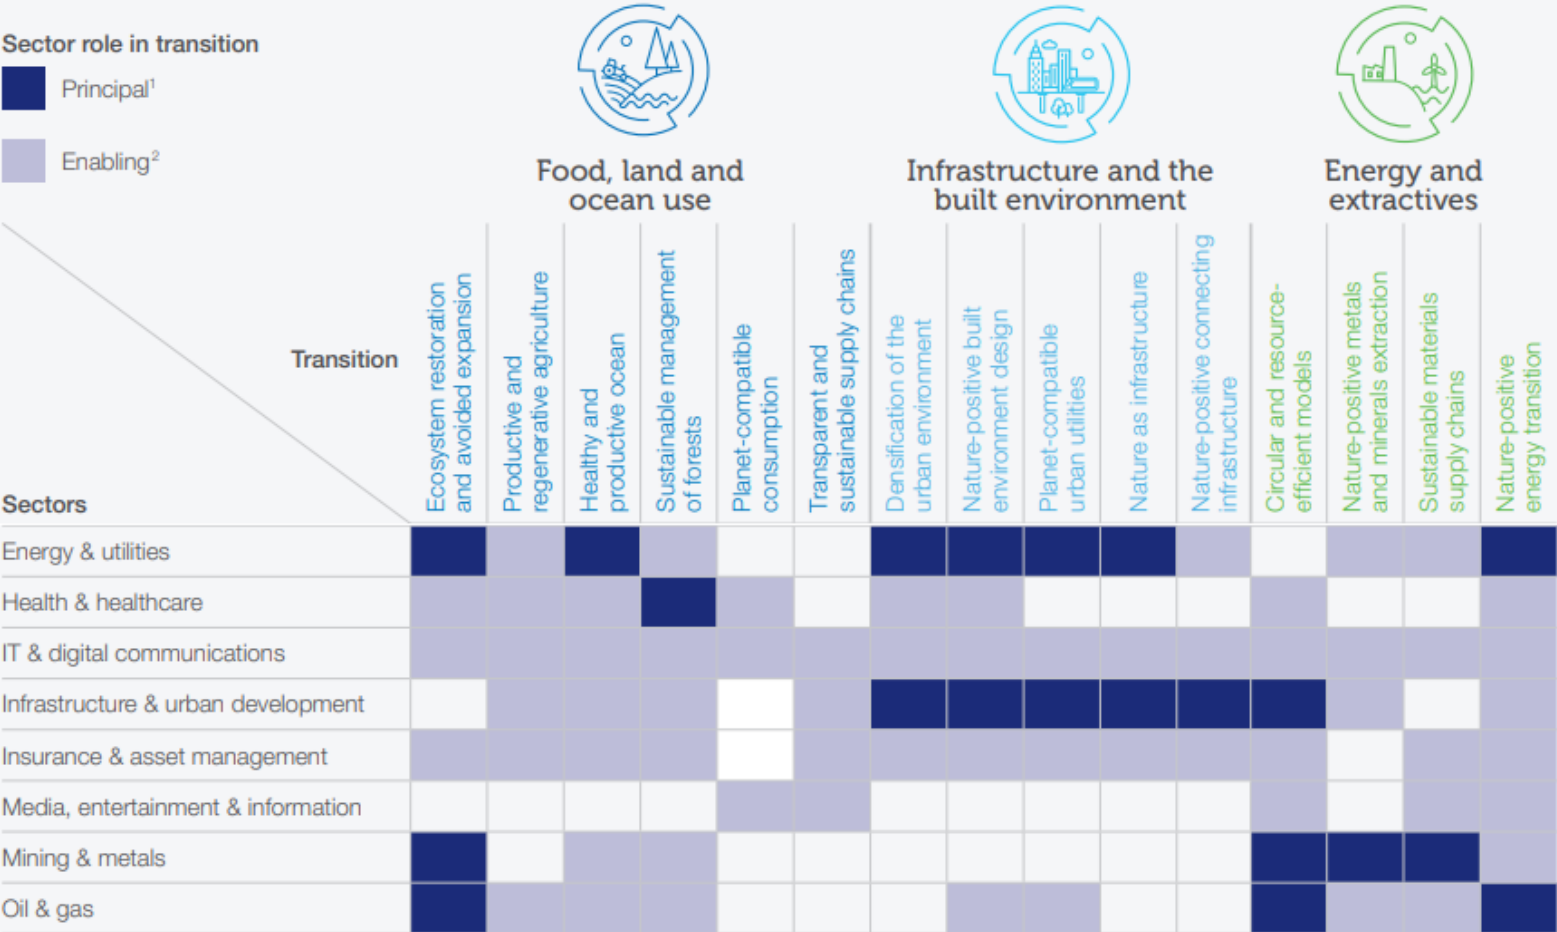 Sector role in transition
Principal¹
Enabling²
Food, land and
ocean use
Infrastructure and the
built environment
Energy and
extractives
Transition
Sectors
Ecosystem restoration
and avoided expansion
Productive and
regenerative agriculture
Healthy and
productive ocean
Sustainable management
of forests
Planet-compatible
consumption
Transparent and
sustainable supply chains
Densification of the
urban environment
Nature-positive built
environment design
Planet-compatible
urban utilities
Nature as infrastructure
Nature-positive connecting
infrastructure
Circular and resource-
efficient models
Nature-positive metals
and minerals extraction
Sustainable materials
supply chains
Nature-positive
energy transition
Energy & utilities
Health & healthcare
IT & digital communications
Infrastructure & urban development
Insurance & asset management
Media, entertainment & information
Mining & metals
Oil & gas